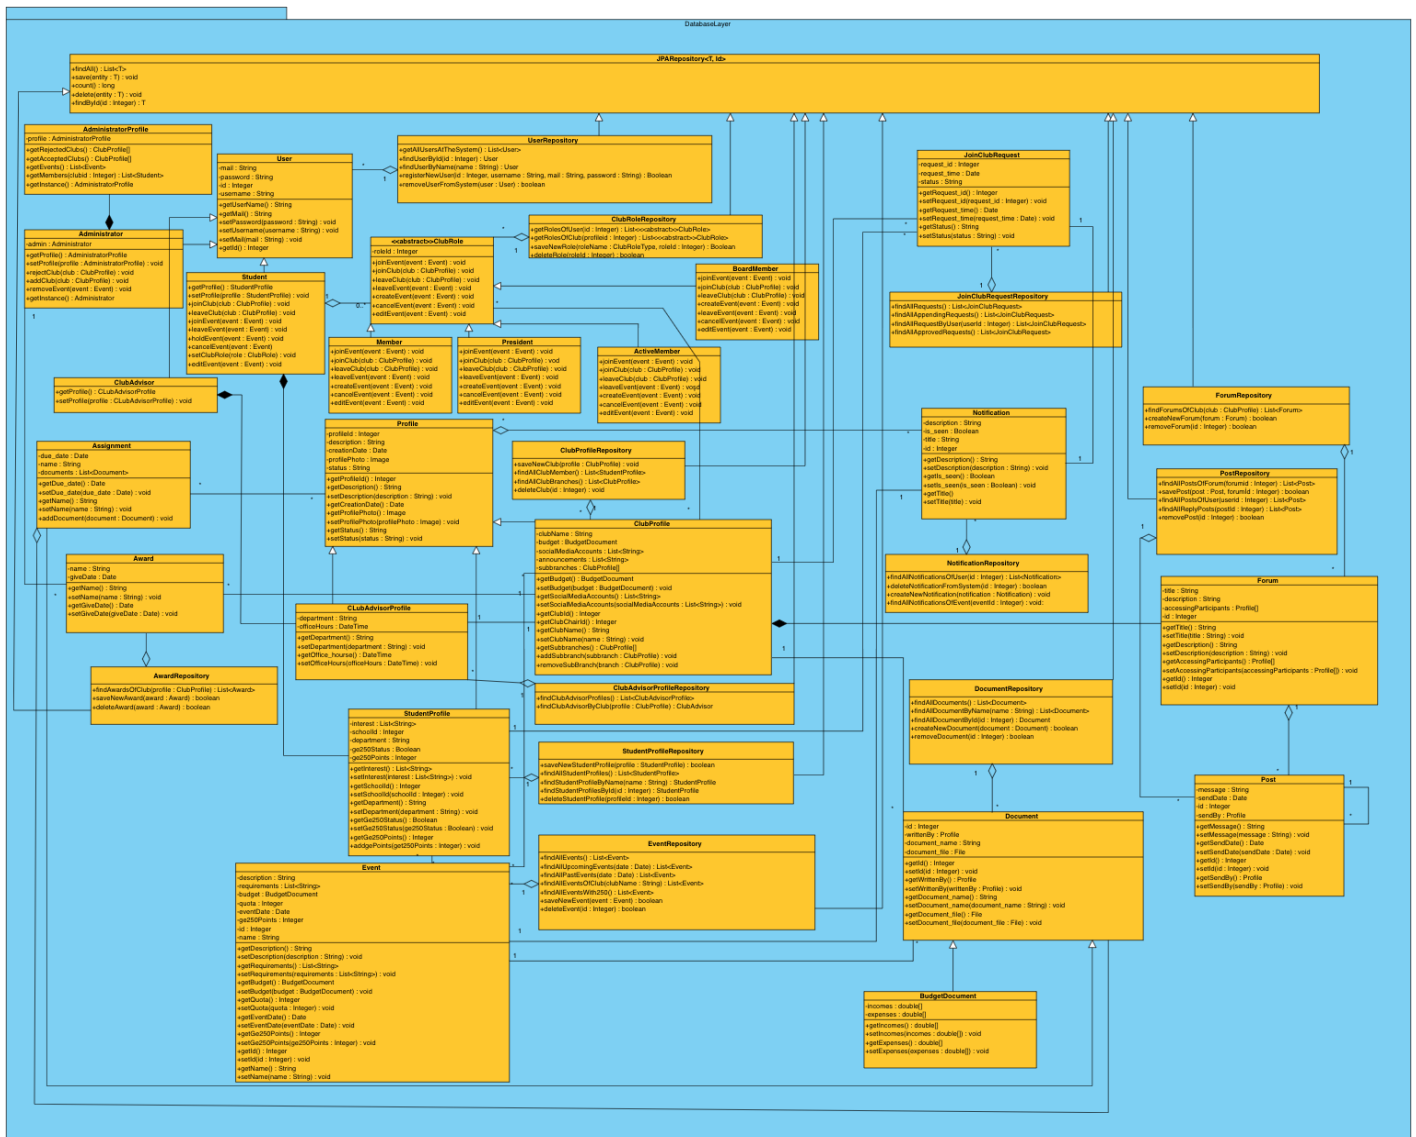 DatabaseLayer
JPARepository<T, Id>
+findAll() : List<T>
+save(entity : T) : void
+count() : long
+delete(entity : T) : void
+findById(id : Integer) : T
AdministratorProfile
-profile : AdministratorProfile
+getRejectedClubs() : ClubProfile[]
+getAcceptedClubs() : ClubProfile[]
+getEvents() : List<Event>
+getMembers(clubid : Integer) : List<Student>
+getInstance() : AdministratorProfile
User
-mail : String
-password : String
-id : Integer
-username : String
+getUserName() : String
+getMail() : String
+setPassword(password : String) : void
+setUsername(username : String) : void
+setMail(mail : String) : void
+getId() : Integer
UserRepository
+getAllUsersAtTheSystem() : List<User>
+findUserById(id : Integer) : User
+findUserByName(name : String) : User
+registerNewUser(id : Integer, username : String, mail : String, password : String) : Boolean
+removeUserFromSystem(user : User) : boolean
JoinClubRequest
-request_id : Integer
-request_time : Date
-status : String
+getRequest_id() : Integer
+setRequest_id(request_id : Integer) : void
+getRequest_time() : Date
+setRequest_time(request_time : Date) : void
+getStatus() : String
+setStatus(status : String) : void
Administrator
-admin : Administrator
+getProfile() : AdministratorProfile
+setProfile(profile : AdministratorProfile) : void
+rejectClub(club : ClubProfile) : void
+addClub(club : ClubProfile) : void
+removeEvent(event : Event) : void
+getInstance() : Administrator
ClubRoleRepository
+getRolesOfUser(id : Integer) : List<<<abstract>>ClubRole)
+getRolesOfClub(profileid : Integer) : List<<<abstract>>ClubRole)
+saveNewRole(roleName : ClubRoleType, roleId : Integer) : Boolean
+deleteRole(roleId : Integer) : boolean
<<abstract>>ClubRole
-roleId : Integer
+joinEvent(event : Event) : void
+joinClub(club : ClubProfile) : void
+leaveClub(club : ClubProfile) : void
+leaveEvent(event : Event) : void
+createEvent(event : Event) : void
+cancelEvent(event : Event) : void
+editEvent(event : Event) : void
BoardMember
+joinEvent(event : Event) : void
+joinClub(club : ClubProfile) : void
+leaveClub(club : ClubProfile) : void
+createEvent(event : Event) : void
+leaveEvent(event : Event) : void
+cancelEvent(event : Event) : void
+editEvent(event : Event) : void
Student
+getProfile() : StudentProfile
+setProfile(profile : StudentProfile) : void
+joinClub(club : ClubProfile) : void
+leaveClub(club : ClubProfile) : void
+joinEvent(event : Event) : void
+leaveEvent(event : Event) : void
+holdEvent(event : Event) : void
+cancelEvent(event : Event)
+setClubRole(role : ClubRole) : void
+editEvent(event : Event) : void
JoinClubRequestRepository
+findAllRequests() : List<JoinClubRequest>
+findAllAppendingRequests() : List<JoinClubRequest>
+findAllRequestByUser(userId : Integer) : List<JoinClubRequest>
+findAllApprovedRequests() : List<JoinClubRequest>
Member
+joinEvent(event : Event) : void
+joinClub(club : ClubProfile) : void
+leaveClub(club : ClubProfile) : void
+leaveEvent(event : Event) : void
+createEvent(event : Event) : void
+cancelEvent(event : Event) : void
+editEvent(event : Event) : void
President
+joinEvent(event : Event) : void
+joinClub(club : ClubProfile) : void
+leaveClub(club : ClubProfile) : void
+leaveEvent(event : Event) : void
+createEvent(event : Event) : void
+cancelEvent(event : Event) : void
+editEvent(event : Event) : void
ActiveMember
+joinEvent(event : Event) : void
+joinClub(club : ClubProfile) : void
+leaveClub(club : ClubProfile) : void
+leaveEvent(event : Event) : void
+createEvent(event : Event) : void
+cancelEvent(event : Event) : void
+editEvent(event : Event) : void
ClubAdvisor
+getProfile() : CLubAdvisorProfile
+setProfile(profile : CLubAdvisorProfile) : void
ForumRepository
+findForumsOfClub(club : ClubProfile) : List<Forum>
+createNewForum(forum : Forum) : boolean
+removeForum(id : Integer) : boolean
Assignment
-due_date : Date
-name : String
-documents : List<Document>
+getDue_date() : Date
+setDue_date(due_date : Date) : void
+getName() : String
+setName(name : String) : void
+addDocument(document : Document) : void
Profile
-profileId : Integer
-description : String
-creationDate : Date
-profilePhoto : Image
-status : String
+getProfileId() : Integer
+getDescription() : String
+setDescription(description : String) : void
+getCreationDate() : Date
+getProfilePhoto() : Image
+setProfilePhoto(profilePhoto : Image) : void
+getStatus() : String
+setStatus(status : String) : void
ClubProfileRepository
+saveNewClub(profile : ClubProfile) : void
+findAllClubMember() : List<StudentProfile>
+findAllClubBranches() : List<ClubProfile>
+deleteClub(id : Integer) : void
Notification
-description : String
-is_seen : Boolean
-title : String
-id : Integer
+getDescription() : String
+setDescription(description : String) : void
+getIs_seen() : Boolean
+setIs_seen(is_seen : Boolean) : void
+getTitle()
+setTitle(title) : void
PostRepository
+findAllPostsOfForum(forumid : Integer) : List<Post>
+savePost(post : Post, forumId : Integer) : boolean
+findAllPostsOfUser(userid : Integer) : List<Post>
+findAllReplyPosts(postId : Integer) : List<Post>
+removePost(id : Integer) : boolean
ClubProfile
-clubName : String
-budget : BudgetDocument
-socialMediaAccounts : List<String>
-announcements : List<String>
-subbranches : ClubProfile[]
+getBudget() : BudgetDocument
+setBudget(budget : BudgetDocument) : void
+getSocialMediaAccounts() : List<String>
+setSocialMediaAccounts(socialMediaAccounts : List<String>) : void
+getClubId() : Integer
+getClubChairId() : Integer
+getClubName() : String
+setClubName(name : String) : void
+getSubbranches() : ClubProfile[]
+addSubbranch(subbranch : ClubProfile) : void
+removeSubBranch(branch : ClubProfile) : void
Award
-name : String
-giveDate : Date
+getName() : String
+setName(name : String) : void
+getGiveDate() : Date
+setGiveDate(giveDate : Date) : void
NotificationRepository
+findAllNotificationsOfUser(id : Integer) : List<Notification>
+deleteNotificationFromSystem(id : Integer) : boolean
+createNewNotification(notification : Notification) : void
+findAllNotificationsOfEvent(eventId : Integer) : void:
Forum
-title : String
-description : String
-accessingParticipants : Profile[]
-id : Integer
+getTitle() : String
+setTitle(title : String) : void
+getDescription() : String
+setDescription(description : String) : void
+getAccessingParticipants() : Profile[]
+setAccessingParticipants(accessingParticipants : Profile[]) : void
+getId() : Integer
+setId(id : Integer) : void
CLubAdvisorProfile
-department : String
-officeHours : DateTime
+getDepartment() : String
+setDepartment(department : String) : void
+getOffice_hourse() : DateTime
+setOfficeHours(officeHours : DateTime) : void
AwardRepository
+findAwardsOfClub(profile : ClubProfile) : List<Award>
+saveNewAward(award : Award) : boolean
+deleteAward(award : Award) : boolean
ClubAdvisorProfileRepository
+findClubAdvisorProfiles() : List<ClubAdvisorProfile>
+findClubAdvisorByClub(profile : ClubProfile) : ClubAdvisor
DocumentRepository
+findAllDocuments() : List<Document>
+findAllDocumentByName(name : String) : List<Document>
+findAllDocumentById(id : Integer) : Document
+createNewDocument(document : Document) : boolean
+removeDocument(id : Integer) : boolean
StudentProfile
-interest : List<String>
-schoolId : Integer
-department : String
-ge250Status : Boolean
-ge250Points : Integer
+getInterest() : List<String>
+setInterest(interest : List<String>) : void
+getSchoolId() : Integer
+setSchoolId(schoolId : Integer) : void
+getDepartment() : String
+setDepartment(department : String) : void
+getGe250Status() : Boolean
+setGe250Status(ge250Status : Boolean) : void
+getGe250Points() : Integer
+addgePoints(get250Points : Integer) : void
StudentProfileRepository
+saveNewStudentProfile(profile : StudentProfile) : boolean
+findAllStudentProfiles() : List<StudentProfile>
+findStudentProfileByName(name : String) : StudentProfile
+findStudentProfilesById(id : Integer) : StudentProfile
+deleteStudentProfile(profileId : Integer) : boolean
Post
-message : String
-sendDate : Date
-id : Integer
-sendBy : Profile
+getMessage() : String
+setMessage(message : String) : void
+getSendDate() : Date
+setSendDate(sendDate : Date) : void
+getId() : Integer
+setId(id : Integer) : void
+getSendBy() : Profile
+setSendBy(sendBy : Profile) : void
Document
-id : Integer
-writtenBy : Profile
-document_name : String
-document_file : File
+getId() : Integer
+setId(id : Integer) : void
+getWrittenBy() : Profile
+setWrittenBy(writtenBy : Profile) : void
+getDocument_name() : String
+setDocument_name(document_name : String) : void
+getDocument_file() : File
+setDocument_file(document_file : File) : void
EventRepository
+findAllEvents() : List<Event>
+findAllUpcomingEvents(date : Date) : List<Event>
+findAllPastEvents(date : Date) : List<Event>
+findAllEventsOfClub(clubName : String) : List<Event>
+findAllEventsWith250() : List<Event>
+saveNewEvent(event : Event) : boolean
+deleteEvent(id : Integer) : boolean
Event
-description : String
-requirements : List<String>
-budget : BudgetDocument
-quota : Integer
-eventDate : Date
-ge250Points : Integer
-id : Integer
-name : String
+getDescription() : String
+setDescription(description : String) : void
+getRequirements() : List<String>
+setRequirements(requirements : List<String>) : void
+getBudget() : BudgetDocument
+setBudget(budget : BudgetDocument) : void
+getQuota() : Integer
+setQuota(quota : Integer) : void
+getEventDate() : Date
+setEventDate(eventDate : Date) : void
+getGe250Points() : Integer
+setGe250Points(ge250Points : Integer) : void
+getId() : Integer
+setId(id : Integer) : void
+getName() : String
+setName(name : String) : void
BudgetDocument
-incomes : double[]
-expenses : double[]
+getIncomes() : double[]
+setIncomes(incomes : double[]) : void
+getExpenses() : double[]
+setExpenses(expenses : double[]) : void